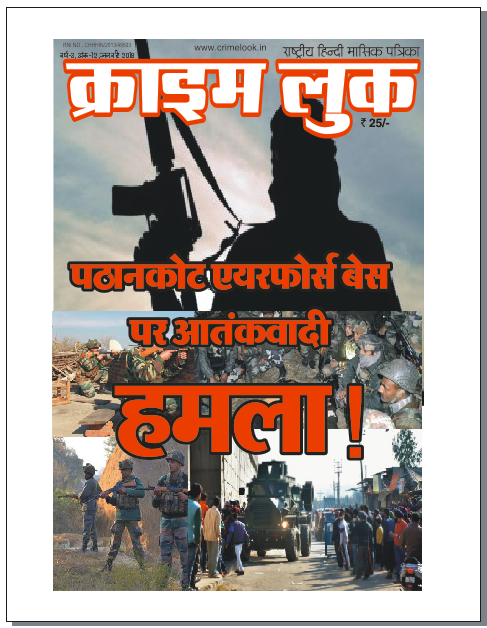 www.crimelook.in
राष्ट्रीय हिन्दी मासिक पत्रिका
क्राइम लुक
₹ 25/-
पठानकोट एयरफोर्स बेस
पर आतंकवादी
हमला !